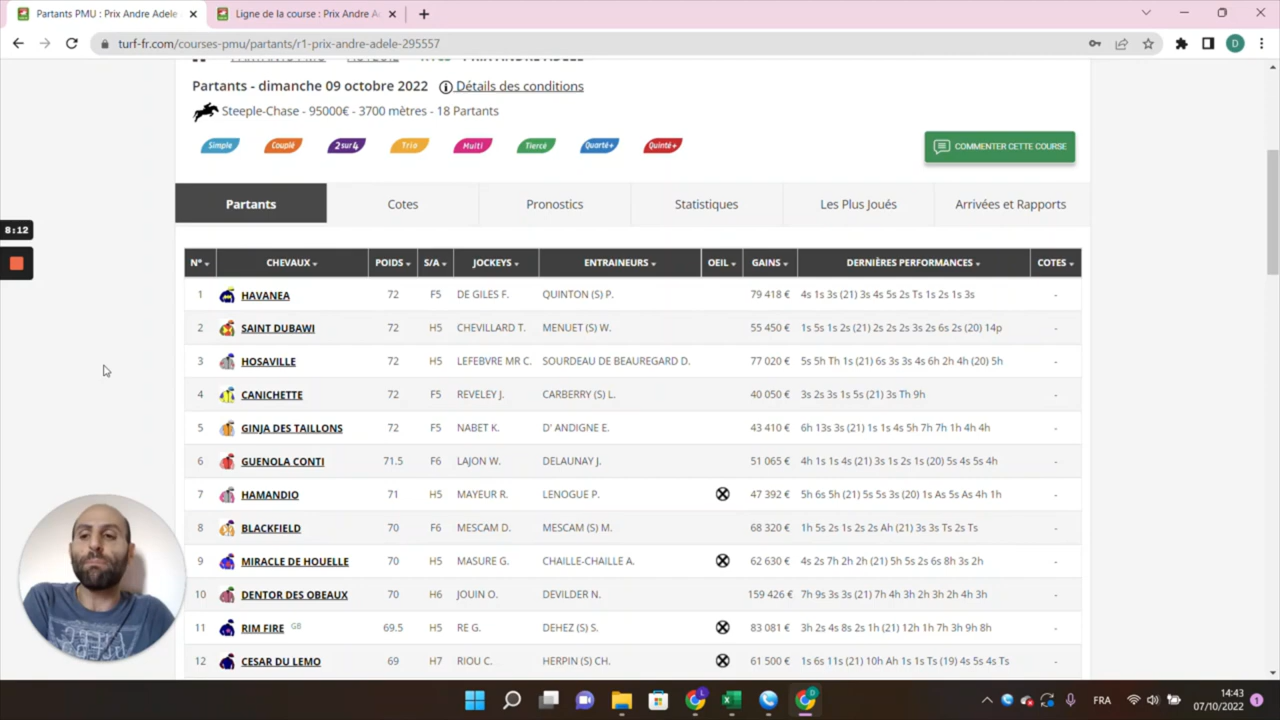 Partants PMU : Prix Andre Adele
Ligne de la course : Prix Andre A
turf-fr.com/courses-pmu/partants/r1-prix-andre-adele-295557
D
Partants - dimanche 09 octobre 2022 Détails des conditions
Steeple-Chase - 95000€ - 3700 mètres - 18 Partants
Simple Couplé 2sur4 Trio Multi Tiercé Quarté+ Quinté+
COMMENTER CETTE COURSE
Partants Cotes Pronostics Statistiques Les Plus Joués Arrivées et Rapports
8:12
N° CHEVAUX POIDS S/A JOCKEYS ENTRAINEURS OEIL GAINS DERNIÈRES PERFORMANCES COTES
1 HAVANEA 72 F5 DE GILES F. QUINTON (S) P. 79 418 € 4s 1s 3s (21) 3s 4s 5s 2s Ts 1s 2s 1s 3s -
2 SAINT DUBAWI 72 H5 CHEVILLARD T. MENUET (S) W. 55 450 € 1s 5s 1s 2s (21) 2s 2s 2s 3s 2s 6s 2s (20) 14p -
3 HOSAVILLE 72 H5 LEFEBVRE MR C. SOURDEAU DE BEAUREGARD D. 77 020 € 5s 5h Th 1s (21) 6s 3s 3s 4s 6h 2h 4h (20) 5h -
4 CANICHETTE 72 F5 REVELEY J. CARBERRY (S) L. 40 050 € 3s 2s 3s 1s 5s (21) 3s Th 9h -
5 GINJA DES TAILLONS 72 F5 NABET K. D' ANDIGNE E. 43 410 € 6h 13s 3s (21) 1s 1s 4s 5h 7h 7h 1h 4h 4h -
6 GUENOLA CONTI 71.5 F6 LAJON W. DELAUNAY J. 51 065 € 4h 1s 1s 4s (21) 3s 1s 2s 1s (20) 5s 4s 5s 4h -
7 HAMANDIO 71 H5 MAYEUR R. LENOGUE P. 47 392 € 5h 6s 5h (21) 5s 5s 3s (20) 1s As 5s As 4h 1h -
8 BLACKFIELD 70 F6 MESCAM D. MESCAM (S) M. 68 320 € 1h 5s 2s 1s 2s 2s Ah (21) 3s 3s Ts 2s Ts -
9 MIRACLE DE HOUELLE 70 H5 MASURE G. CHAILLE-CHAILLE A. 62 630 € 4s 2s 7h 2h 2h (21) 5h 5s 2s 6s 8h 3s 2h -
10 DENTOR DES OBEAUX 70 H6 JOUIN O. DEVILDER N. 159 426 € 7h 9s 3s 3s (21) 7h 4h 3h 2h 3h 2h 4h 3h -
11 RIM FIRE GB 69.5 H5 RE G. DEHEZ (S) S. 83 081 € 3h 2s 4s 8s 2s 1h (21) 12h 1h 7h 3h 9h 8h -
12 CESAR DU LEMO 69 H7 RIOU C. HERPIN (S) CH. 61 500 € 1s 6s 11s (21) 10h Ah 1s 1s Ts (19) 4s 5s 4s Ts -
FRA
14:43
07/10/2022
1